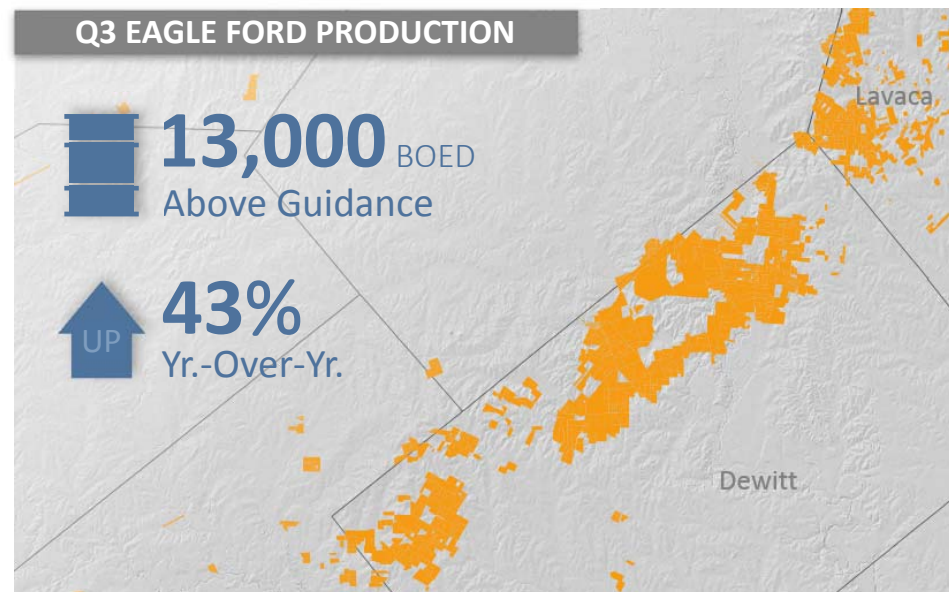 Q3 EAGLE FORD PRODUCTION
13,000 BOED
Above Guidance
UP
43%
Yr.-Over-Yr.
Lavaca
Dewitt